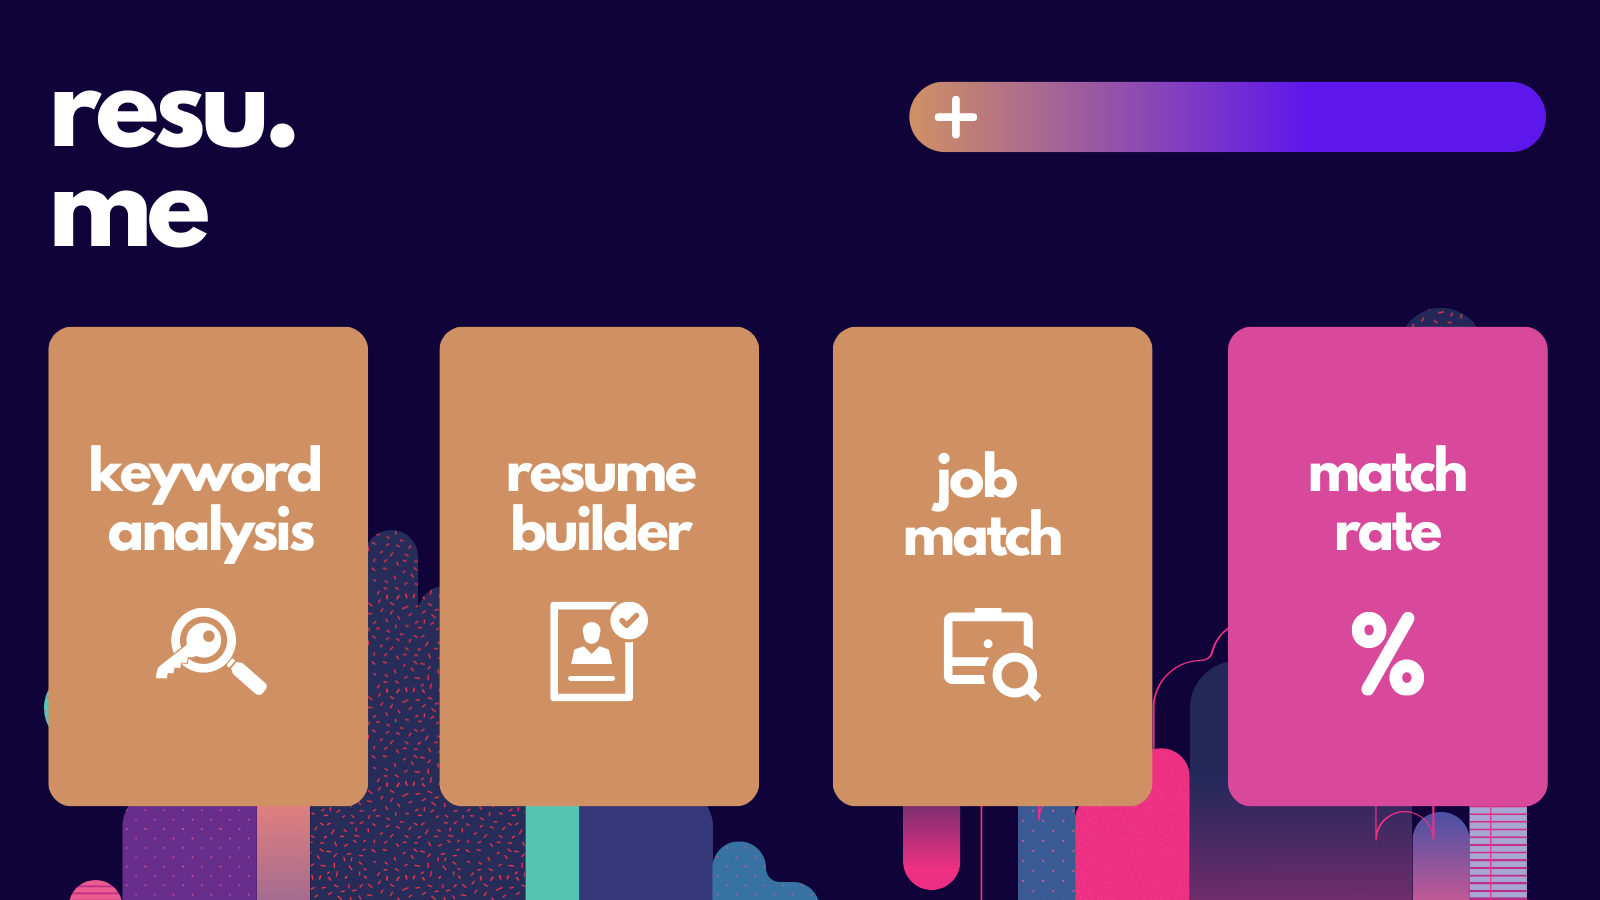 resu.
me
keyword
analysis
resume
builder
job
match
match
rate
%